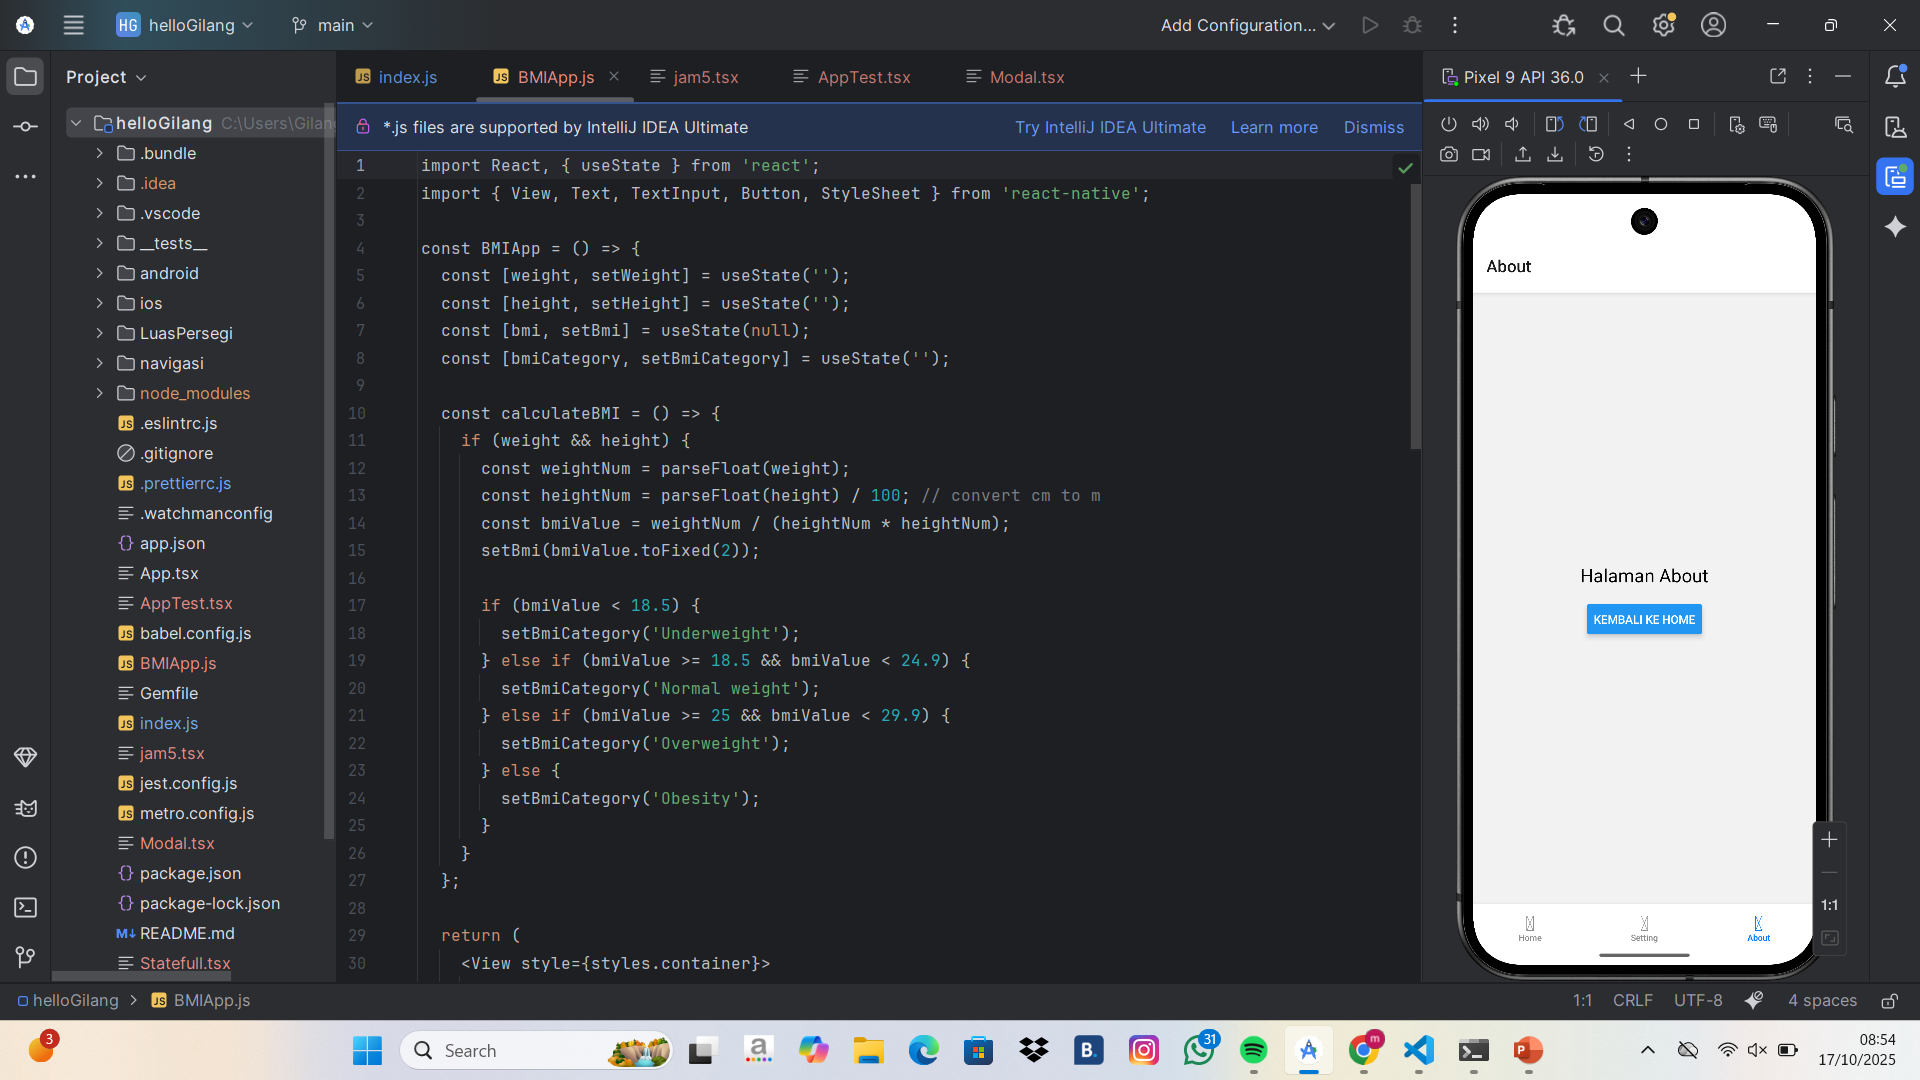 HG helloGilang
main
Add Configuration...
Project
index.js
BMIApp.js
jam5.tsx
AppTest.tsx
Modal.tsx
Pixel 9 API 36.0
helloGilang C:\Users\Gilan
.bundle
.idea
.vscode
__tests__
android
ios
LuasPersegi
navigasi
node_modules
.eslintrc.js
.gitignore
.prettierrc.js
.watchmanconfig
app.json
App.tsx
AppTest.tsx
babel.config.js
BMIApp.js
Gemfile
index.js
jam5.tsx
jest.config.js
metro.config.js
Modal.tsx
package.json
package-lock.json
README.md
Statefull.tsx
*.js files are supported by IntelliJ IDEA Ultimate
Try IntelliJ IDEA Ultimate
Learn more
Dismiss
1 import React, { useState } from 'react';
2 import { View, Text, TextInput, Button, StyleSheet } from 'react-native';
3
4 const BMIApp = () => {
5 const [weight, setWeight] = useState('');
6 const [height, setHeight] = useState('');
7 const [bmi, setBmi] = useState(null);
8 const [bmiCategory, setBmiCategory] = useState('');
9
10 const calculateBMI = () => {
11 if (weight && height) {
12 const weightNum = parseFloat(weight);
13 const heightNum = parseFloat(height) / 100; // convert cm to m
14 const bmiValue = weightNum / (heightNum * heightNum);
15 setBmi(bmiValue.toFixed(2));
16
17 if (bmiValue < 18.5) {
18 setBmiCategory('Underweight');
19 } else if (bmiValue >= 18.5 && bmiValue < 24.9) {
20 setBmiCategory('Normal weight');
21 } else if (bmiValue >= 25 && bmiValue < 29.9) {
22 setBmiCategory('Overweight');
23 } else {
24 setBmiCategory('Obesity');
25 }
26 }
27 };
28
29 return (
30 <View style={styles.container}>
About
Halaman About
KEMBALI KE HOME
Home
Setting
About
1:1
helloGilang > BMIApp.js
1:1
CRLF
UTF-8
4 spaces
3
Search
31
08:54
17/10/2025